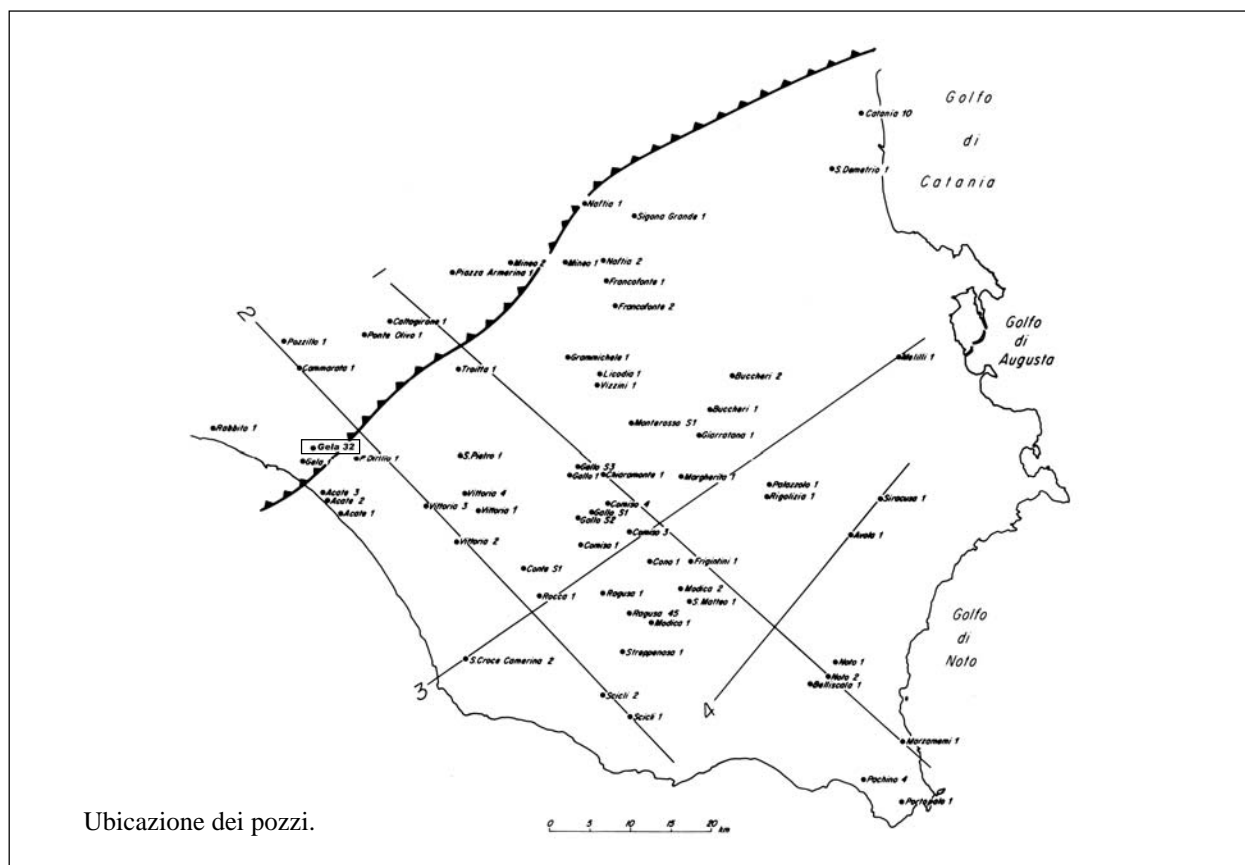 Golfo
di
Catania
Catania 10
S. Demetrio 1
Naftia 1
Sigona Grande 1
Mineo 2
Mineo 1
Naftia 2
Piazza Armerina 1
Francofonte 1
1
Francofonte 2
2
Caltagirone 1
Ponte Olivo 1
Golfo
di
Augusta
Pozzillo 1
Grammichele 1
Melilli 1
Cammarata 1
Troitta 1
Licodia 1
Buccheri 2
Vizzini 1
Buccheri 1
Monterosso S1
Rabbito 1
Giarratana 1
Gela 32
Gela 1
P. Dirillo 1
S. Pietro 1
Gallo S3
Gallo 1
Chiaramonte 1
Margherita 1
Palazzolo 1
Rigolizia 1
Siracusa 1
Acate 3
Acate 2
Acate 1
Vittoria 4
Vittoria 3
Vittoria 1
Comiso 4
Gallo S1
Gallo S2
Comiso 3
Avola 1
Vittoria 2
Comiso 1
Conte S1
Cono 1
Frigintini 1
Rocca 1
Ragusa 1
Modica 2
S. Matteo 1
Ragusa 45
Modica 1
Golfo
di
Noto
Streppenosa 1
S. Croce Camerina 2
Noto 1
Noto 2
Belliscala 1
3
Scicli 2
4
Scicli 1
Marzamemi 1
Pachino 4
Portopalo 1
Ubicazione dei pozzi.
0 5 10 15 20
km